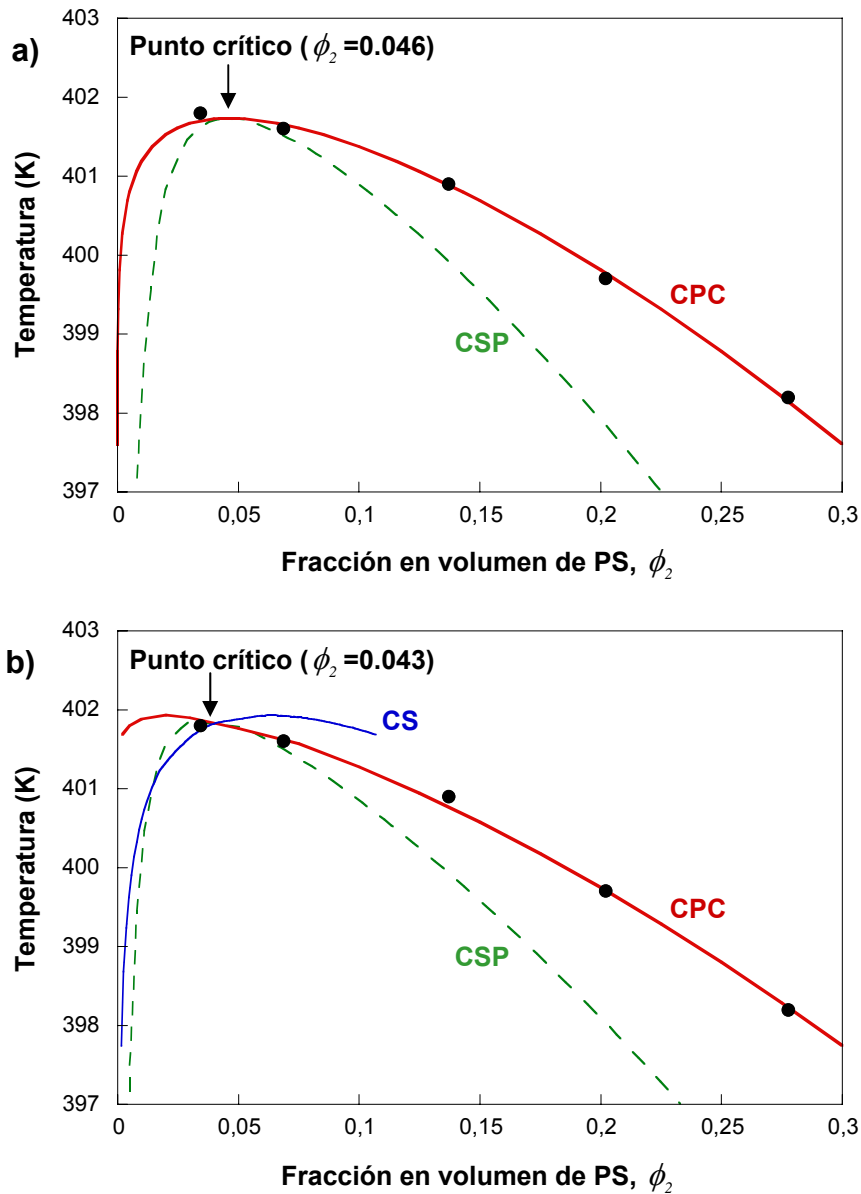 a)
Punto crítico ( ϕ₂ =0.046)
403
402
401
400
399
398
397
Temperatura (K)
CPC
CSP
0 0,05 0,1 0,15 0,2 0,25 0,3
Fracción en volumen de PS, ϕ₂
b)
Punto crítico ( ϕ₂ =0.043)
403
402
401
400
399
398
397
Temperatura (K)
CS
CPC
CSP
0 0,05 0,1 0,15 0,2 0,25 0,3
Fracción en volumen de PS, ϕ₂